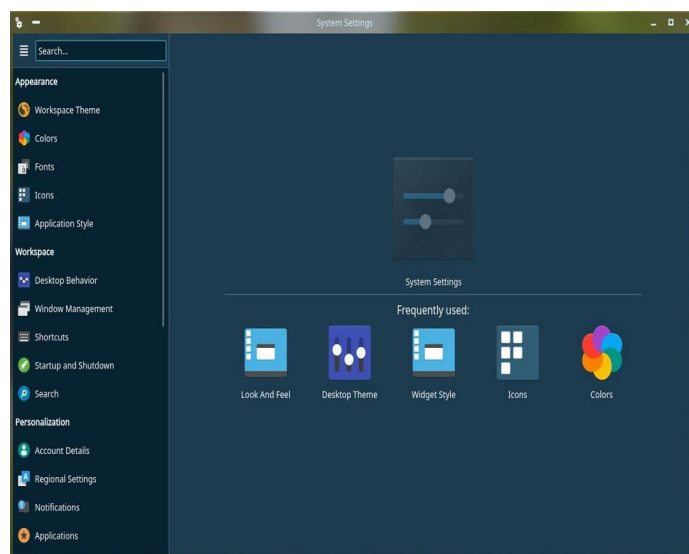 System Settings
Search...
Appearance
Workspace Theme
Colors
Fonts
Icons
Application Style
Workspace
Desktop Behavior
Window Management
Shortcuts
Startup and Shutdown
Search
Personalization
Account Details
Regional Settings
Notifications
Applications
System Settings
Frequently used:
Look And Feel
Desktop Theme
Widget Style
Icons
Colors